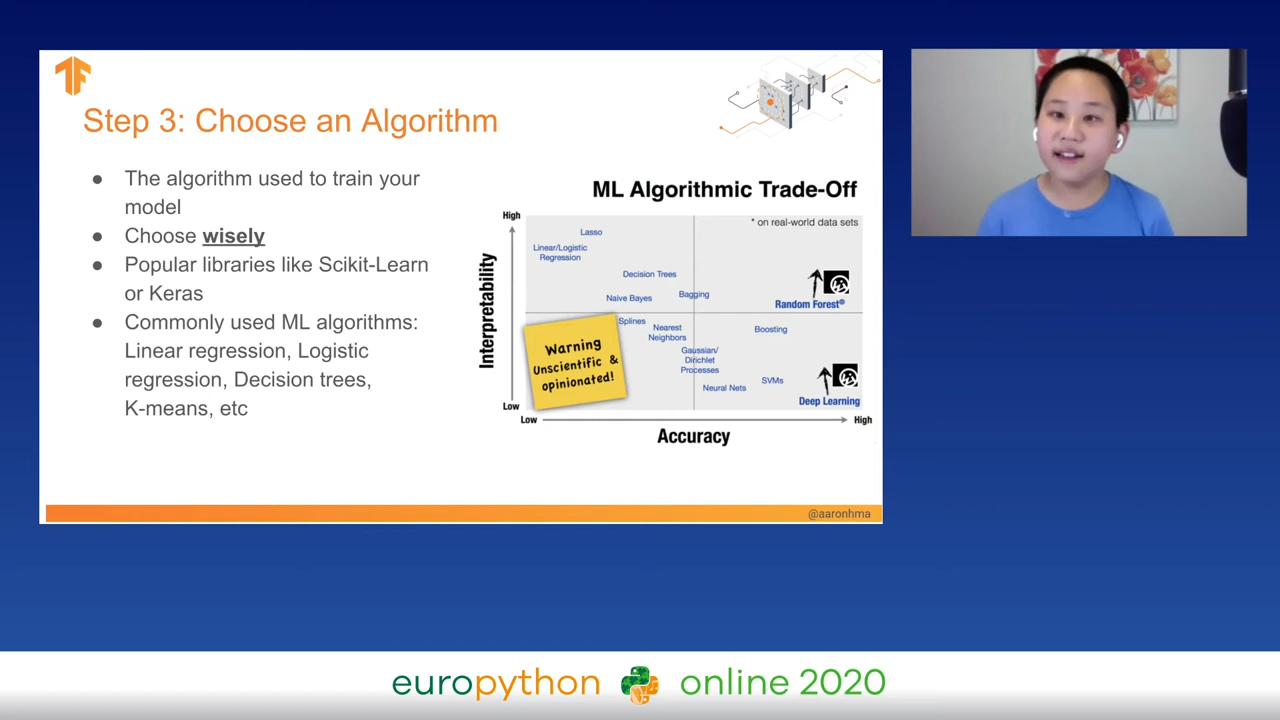 Step 3: Choose an Algorithm
● The algorithm used to train your
model
● Choose wisely
● Popular libraries like Scikit-Learn
or Keras
● Commonly used ML algorithms:
Linear regression, Logistic
regression, Decision trees,
K-means, etc
ML Algorithmic Trade-Off
High
* on real-world data sets
Lasso
Linear/Logistic
Regression
Decision Trees
Naive Bayes
Bagging
Random Forest®
Interpretability
Splines
Nearest
Neighbors
Boosting
Warning
Unscientific &
opinionated!
Gaussian/
Dirichlet
Processes
Neural Nets
SVMs
Deep Learning
Low
Low
High
Accuracy
@aaronhma
europython online 2020